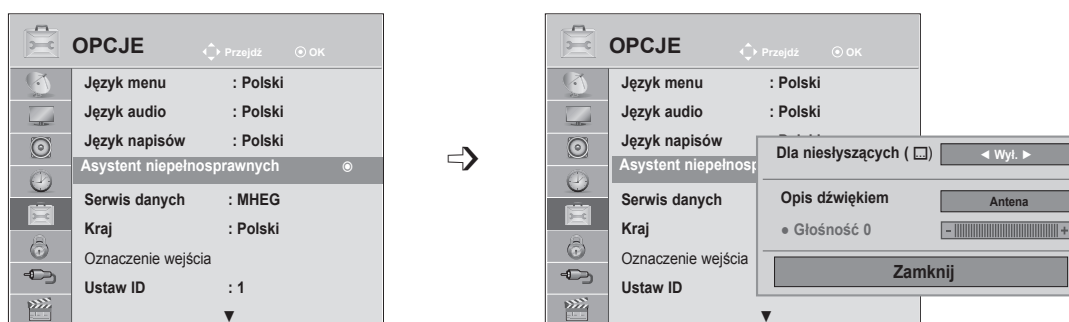 OPCJE Przejdź OK
Język menu : Polski
Język audio : Polski
Język napisów : Polski
Asystent niepełnosprawnych
Serwis danych : MHEG
Kraj : Polski
Oznaczenie wejścia
Ustaw ID : 1
OPCJE Przejdź OK
Język menu : Polski
Język audio : Polski
Język napisów
Asystent niepełnosp
Serwis danych
Kraj
Oznaczenie wejścia
Ustaw ID
Dla niesłyszących ( ) ◄ Wył. ►
Opis dźwiękiem Antena
● Głośność 0 - +
Zamknij
▼